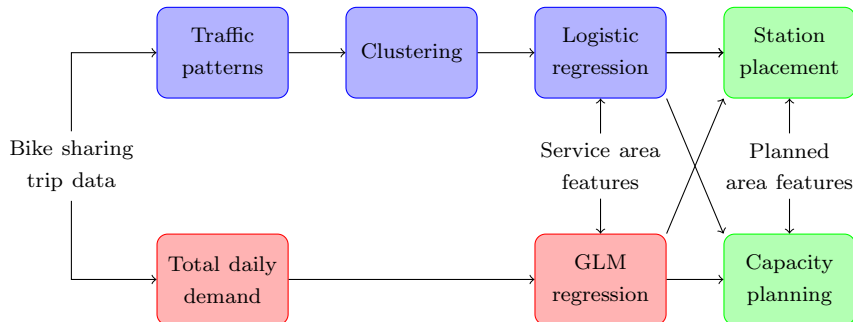 Traffic
patterns
Clustering
Logistic
regression
Station
placement
Bike sharing
trip data
Service area
features
Planned
area features
Total daily
demand
GLM
regression
Capacity
planning